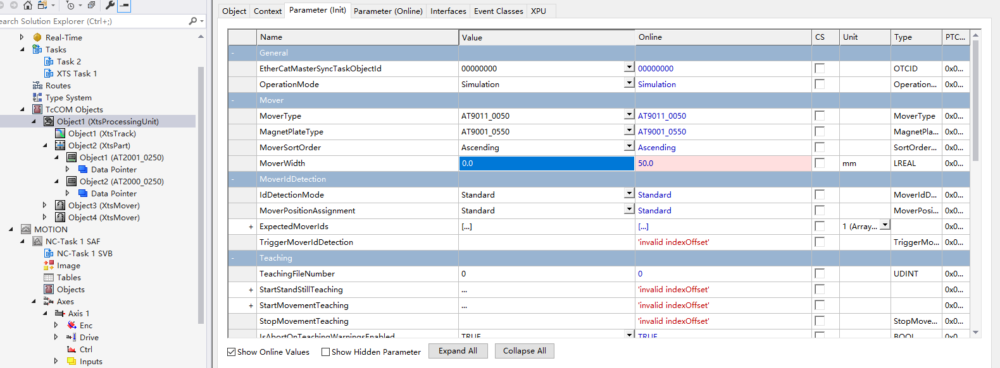 earch Solution Explorer (Ctrl+;)
Real-Time
Tasks
Task 2
XTS Task 1
Routes
Type System
TcCOM Objects
Object1 (XtsProcessingUnit)
Object1 (XtsTrack)
Object2 (XtsPart)
Object1 (AT2001_0250)
Data Pointer
Object2 (AT2000_0250)
Data Pointer
Object3 (XtsMover)
Object4 (XtsMover)
MOTION
NC-Task 1 SAF
NC-Task 1 SVB
Image
Tables
Objects
Axes
Axis 1
Enc
Drive
Ctrl
Inputs
Object Context Parameter (Init) Parameter (Online) Interfaces Event Classes XPU
Name Value Online CS Unit Type PTC...
- General
EtherCatMasterSyncTaskObjectId 00000000 00000000 OTCID 0x0...
OperationMode Simulation Simulation Operation... 0x0...
- Mover
MoverType AT9011_0050 AT9011_0050 MoverType 0x0...
MagnetPlateType AT9001_0550 AT9001_0550 MagnetPla... 0x0...
MoverSortOrder Ascending Ascending SortOrder... 0x0...
MoverWidth 0.0 50.0 mm LREAL 0x0...
- MoverIdDetection
IdDetectionMode Standard Standard MoverIdD... 0x0...
MoverPositionAssignment Standard Standard MoverPosi... 0x0...
+ ExpectedMoverIds [...] [...] 1 (Array... 0x0...
TriggerMoverIdDetection 'invalid indexOffset' TriggerMo... 0x0...
- Teaching
TeachingFileNumber 0 0 UDINT 0x0...
+ StartStandStillTeaching ... 'invalid indexOffset' 0x0...
+ StartMovementTeaching ... 'invalid indexOffset' 0x0...
StopMovementTeaching 'invalid indexOffset' StopMove... 0x0...
IsAbortOnTeachingWarningsEnabled TRUE TRUE BOOL 0x0...
Show Online Values Show Hidden Parameter Expand All Collapse All